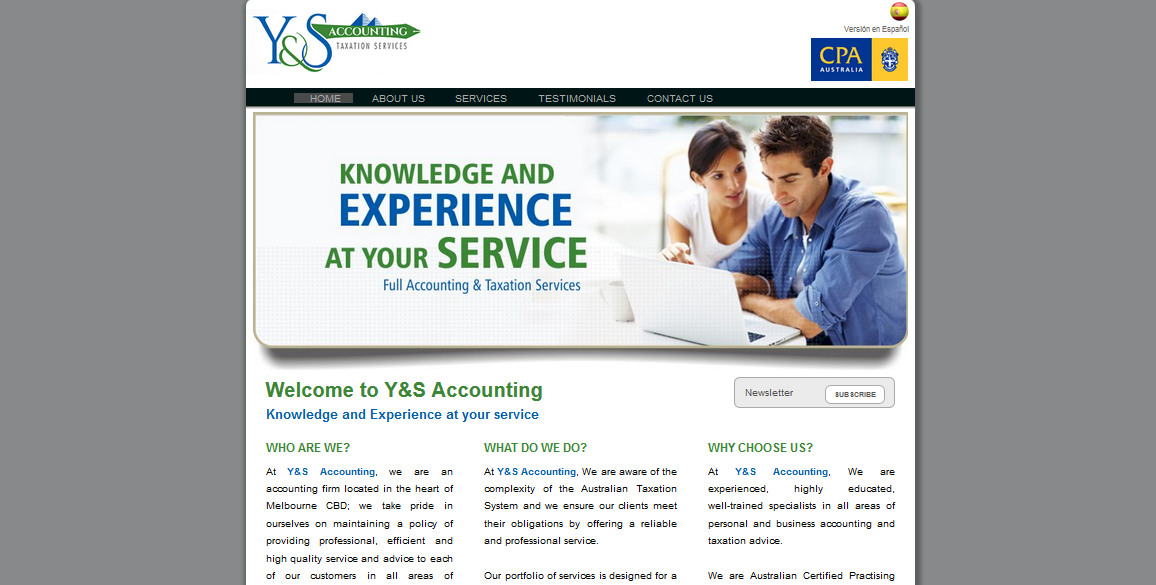 Y&S ACCOUNTING
TAXATION SERVICES
Versión en Español
CPA
AUSTRALIA
HOME ABOUT US SERVICES TESTIMONIALS CONTACT US
KNOWLEDGE AND
EXPERIENCE
AT YOUR SERVICE
Full Accounting & Taxation Services
Welcome to Y&S Accounting
Knowledge and Experience at your service
Newsletter SUBSCRIBE
WHO ARE WE?
At Y&S Accounting, we are an
accounting firm located in the heart of
Melbourne CBD; we take pride in
ourselves on maintaining a policy of
providing professional, efficient and
high quality service and advice to each
of our customers in all areas of
WHAT DO WE DO?
At Y&S Accounting, We are aware of the
complexity of the Australian Taxation
System and we ensure our clients meet
their obligations by offering a reliable
and professional service.
Our portfolio of services is designed for a
WHY CHOOSE US?
At Y&S Accounting, We are
experienced, highly educated,
well-trained specialists in all areas of
personal and business accounting and
taxation advice.
We are Australian Certified Practising